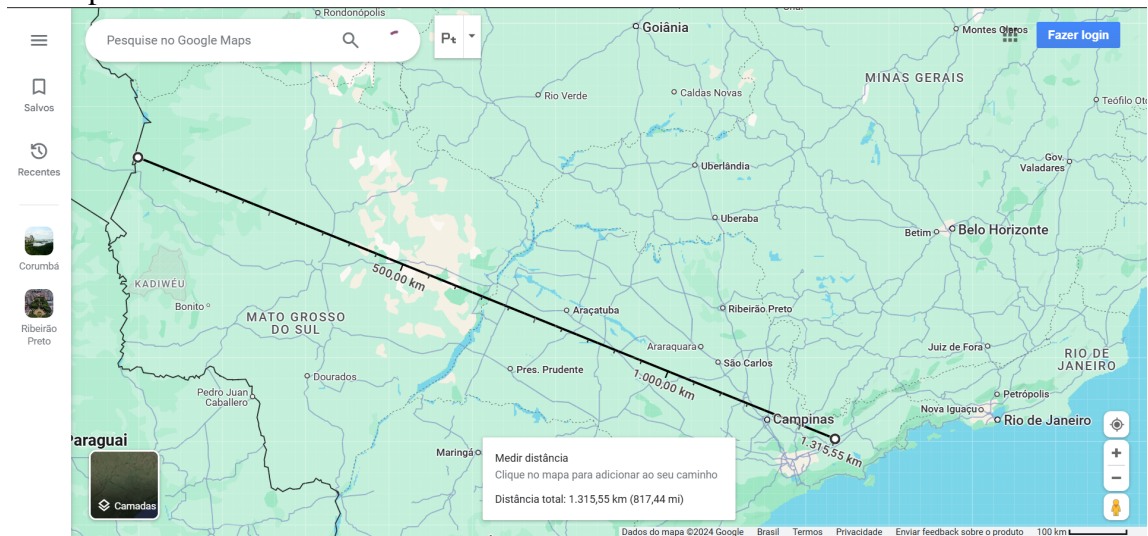 Rondonópolis
Pesquise no Google Maps
Goiânia
Montes Claros
Fazer login
Salvos
Rio Verde
Caldas Novas
MINAS GERAIS
Recentes
Uberlândia
Gov.
Valadares
Uberaba
Betim
Belo Horizonte
Corumbá
500,00 km
KADIWÉU
Bonito
MATO GROSSO
DO SUL
Araçatuba
Ribeirão Preto
Ribeirão
Preto
Araraquara
São Carlos
Juiz de Fora
RIO DE
JANEIRO
Dourados
Pres. Prudente
1.000,00 km
Pedro Juan
Caballero
Petrópolis
Nova Iguaçu
Campinas
Rio de Janeiro
1.315,55 km
Paraguai
Maringá
Medir distância
Clique no mapa para adicionar ao seu caminho
Distância total: 1.315,55 km (817,44 mi)
Camadas
Dados do mapa ©2024 Google Brasil Termos Privacidade Enviar feedback sobre o produto 100 km